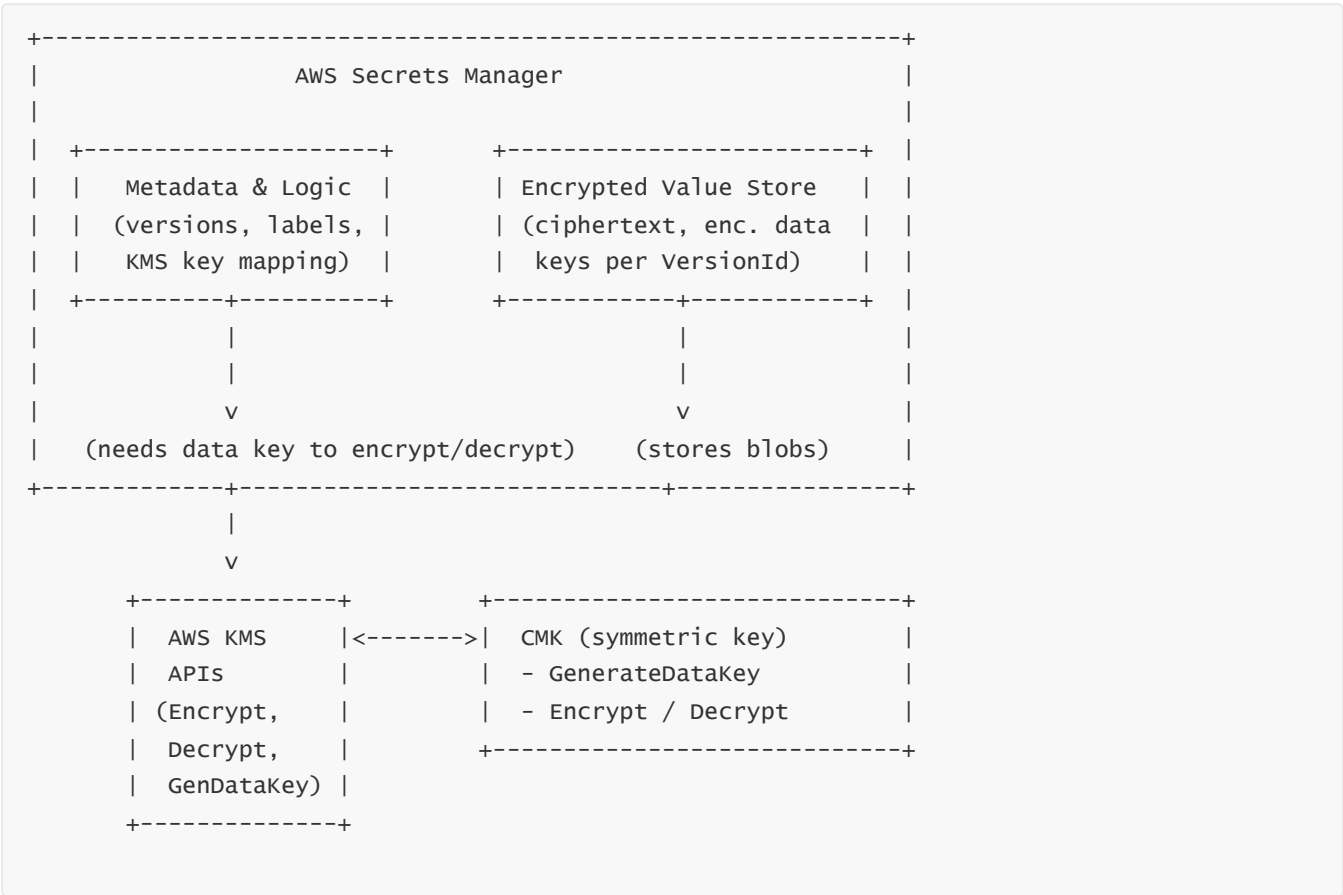 +-------------------------------------------------------------+
|                  AWS Secrets Manager                        |
|                                                             |
|  +---------------------+       +-------------------------+  |
|  |   Metadata & Logic  |       | Encrypted Value Store   |  |
|  |  (versions, labels, |       | (ciphertext, enc. data  |  |
|  |   KMS key mapping)  |       |  keys per VersionId)    |  |
|  +----------+----------+       +------------+------------+  |
|             |                               |               |
|             |                               |               |
|             v                               v               |
|   (needs data key to encrypt/decrypt)    (stores blobs)     |
+-------------+------------------------------+----------------+
              |
              v
       +--------------+         +-----------------------------+
       |  AWS KMS     |<------->|  CMK (symmetric key)        |
       |  APIs        |         |  - GenerateDataKey          |
       | (Encrypt,    |         |  - Encrypt / Decrypt        |
       |  Decrypt,    |         +-----------------------------+
       |  GenDataKey) |
       +--------------+